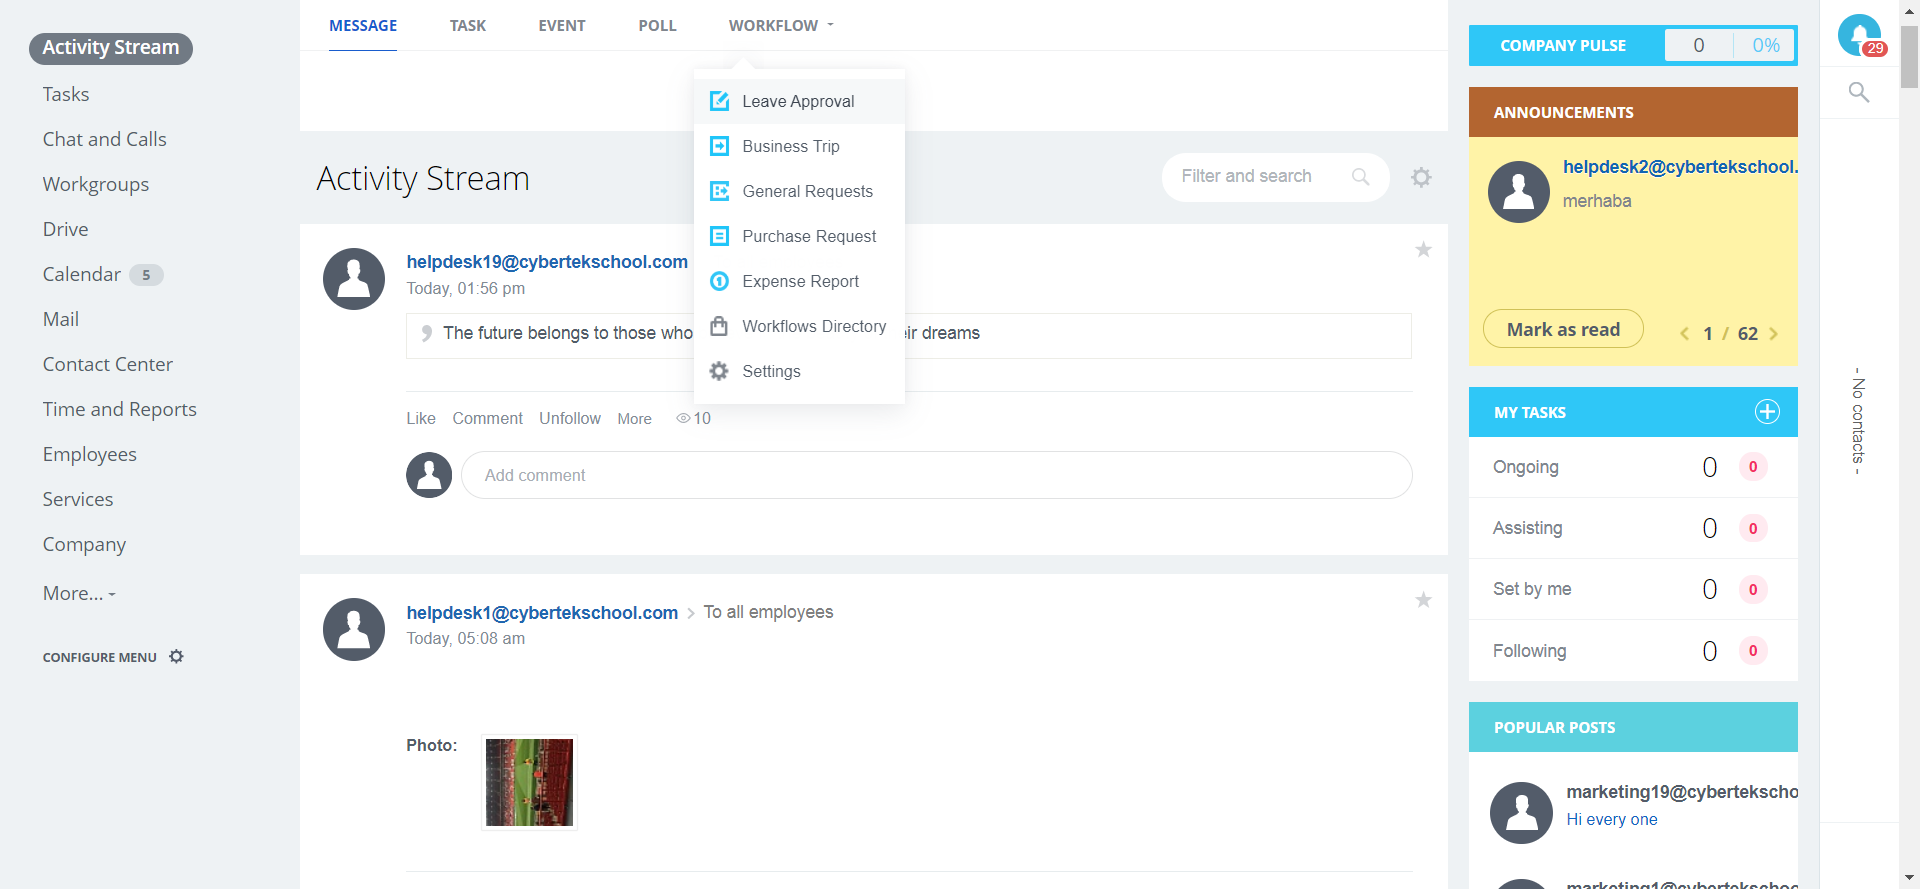 Activity Stream
Tasks
Chat and Calls
Workgroups
Drive
Calendar 5
Mail
Contact Center
Time and Reports
Employees
Services
Company
More...
CONFIGURE MENU
MESSAGE TASK EVENT POLL WORKFLOW
Leave Approval
Business Trip
General Requests
Purchase Request
Expense Report
Workflows Directory
Settings
Activity Stream
Filter and search
helpdesk19@cybertekschool.com
Today, 01:56 pm
The future belongs to those who eir dreams
Like Comment Unfollow More 10
Add comment
helpdesk1@cybertekschool.com > To all employees
Today, 05:08 am
Photo:
COMPANY PULSE 0 0%
ANNOUNCEMENTS
helpdesk2@cybertekschool.
merhaba
Mark as read 1 / 62
MY TASKS
Ongoing 0 0
Assisting 0 0
Set by me 0 0
Following 0 0
POPULAR POSTS
marketing19@cybertekscho
Hi every one
marketing1@cybertekscho
29
- No contacts -